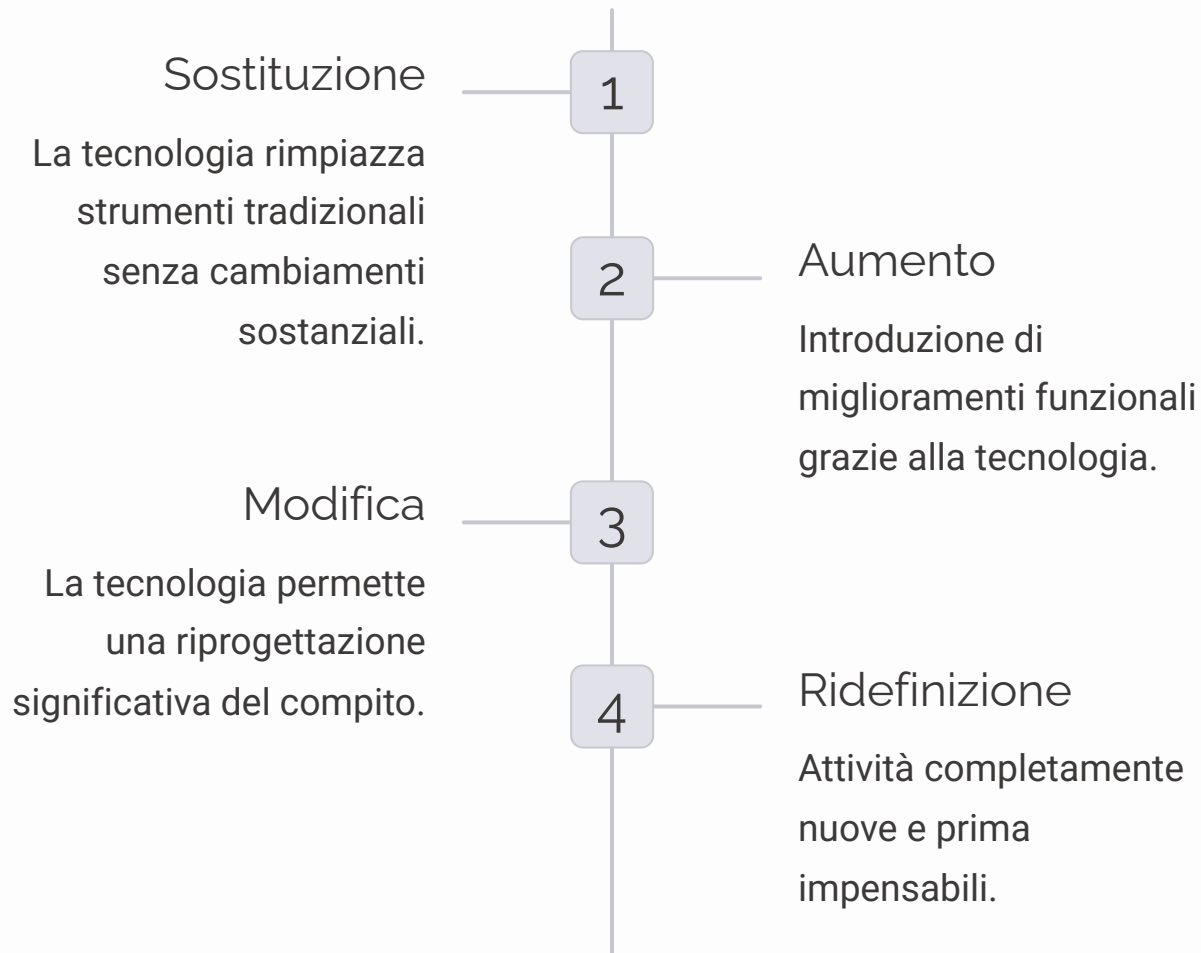 1
Sostituzione
La tecnologia rimpiazza
strumenti tradizionali
senza cambiamenti
sostanziali.
2
Aumento
Introduzione di
miglioramenti funzionali
grazie alla tecnologia.
3
Modifica
La tecnologia permette
una riprogettazione
significativa del compito.
4
Ridefinizione
Attività completamente
nuove e prima
impensabili.